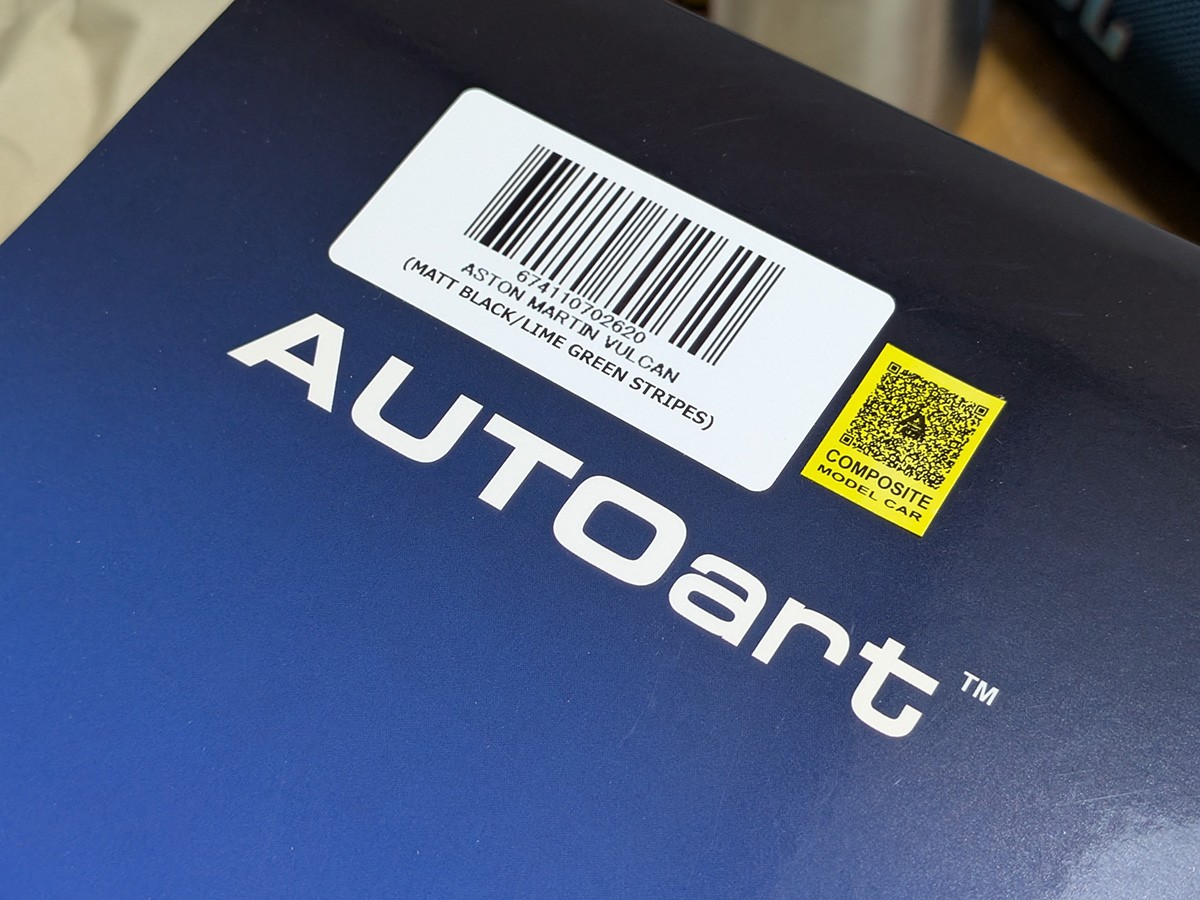 674110702620
ASTON MARTIN VULCAN
(MATT BLACK/LIME GREEN STRIPES)
COMPOSITE
MODEL CAR
AUTOart™